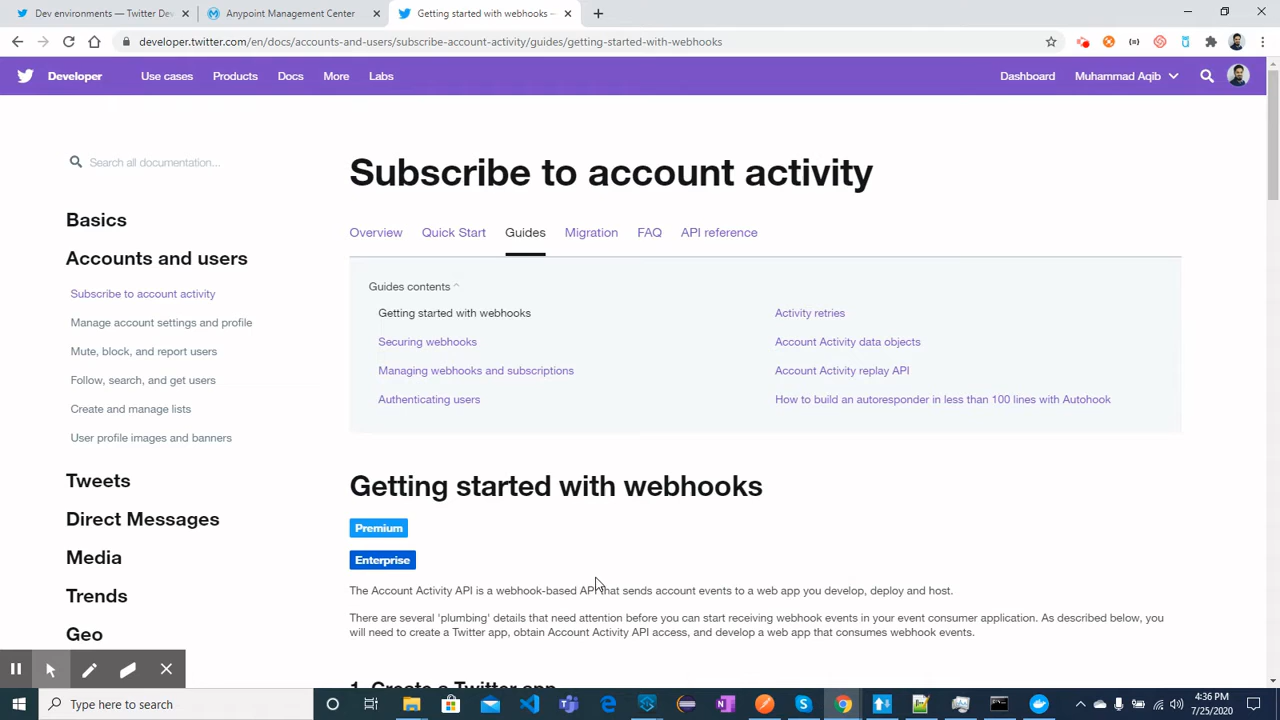 Dev environments — Twitter Dev
Anypoint Management Center
Getting started with webhooks —
developer.twitter.com/en/docs/accounts-and-users/subscribe-account-activity/guides/getting-started-with-webhooks
Developer Use cases Products Docs More Labs Dashboard Muhammad Aqib
Search all documentation...
Basics
Accounts and users
Subscribe to account activity
Manage account settings and profile
Mute, block, and report users
Follow, search, and get users
Create and manage lists
User profile images and banners
Tweets
Direct Messages
Media
Trends
Geo
Subscribe to account activity
Overview Quick Start Guides Migration FAQ API reference
Guides contents
Getting started with webhooks
Securing webhooks
Managing webhooks and subscriptions
Authenticating users
Activity retries
Account Activity data objects
Account Activity replay API
How to build an autoresponder in less than 100 lines with Autohook
Getting started with webhooks
Premium
Enterprise
The Account Activity API is a webhook-based API that sends account events to a web app you develop, deploy and host.
There are several 'plumbing' details that need attention before you can start receiving webhook events in your event consumer application. As described below, you
will need to create a Twitter app, obtain Account Activity API access, and develop a web app that consumes webhook events.
1. Create a Twitter app
Type here to search
4:36 PM
7/25/2020